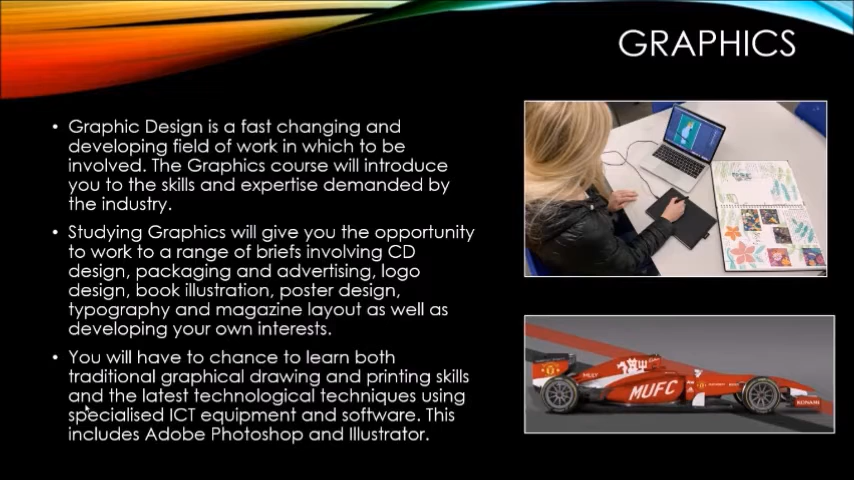 GRAPHICS
• Graphic Design is a fast changing and
developing field of work in which to be
involved. The Graphics course will introduce
you to the skills and expertise demanded by
the industry.
• Studying Graphics will give you the opportunity
to work to a range of briefs involving CD
design, packaging and advertising, logo
design, book illustration, poster design,
typography and magazine layout as well as
developing your own interests.
• You will have to chance to learn both
traditional graphical drawing and printing skills
and the latest technological techniques using
specialised ICT equipment and software. This
includes Adobe Photoshop and Illustrator.
MUFC
KONAMI